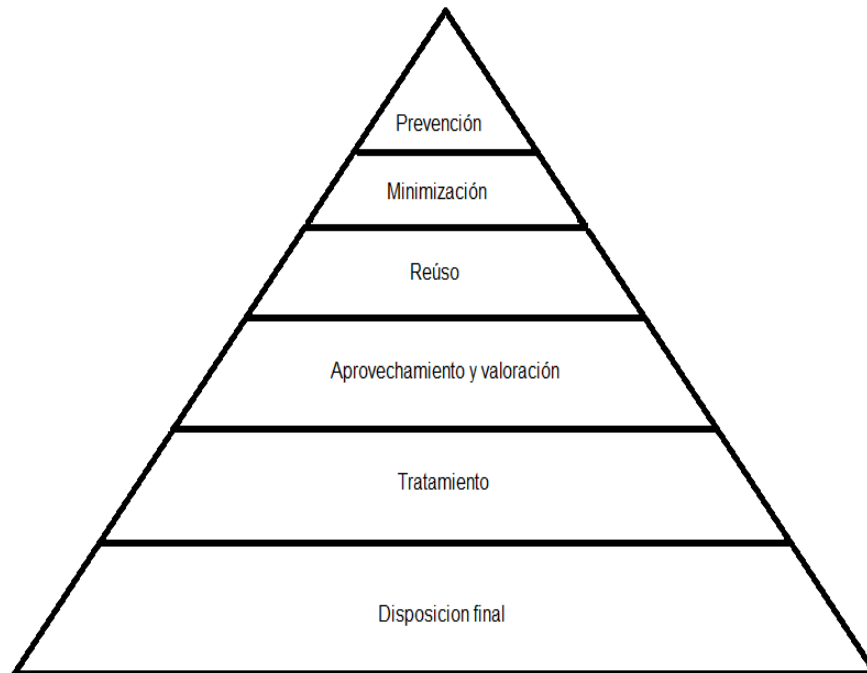 Prevención
Minimización
Reúso
Aprovechamiento y valoración
Tratamiento
Disposicion final